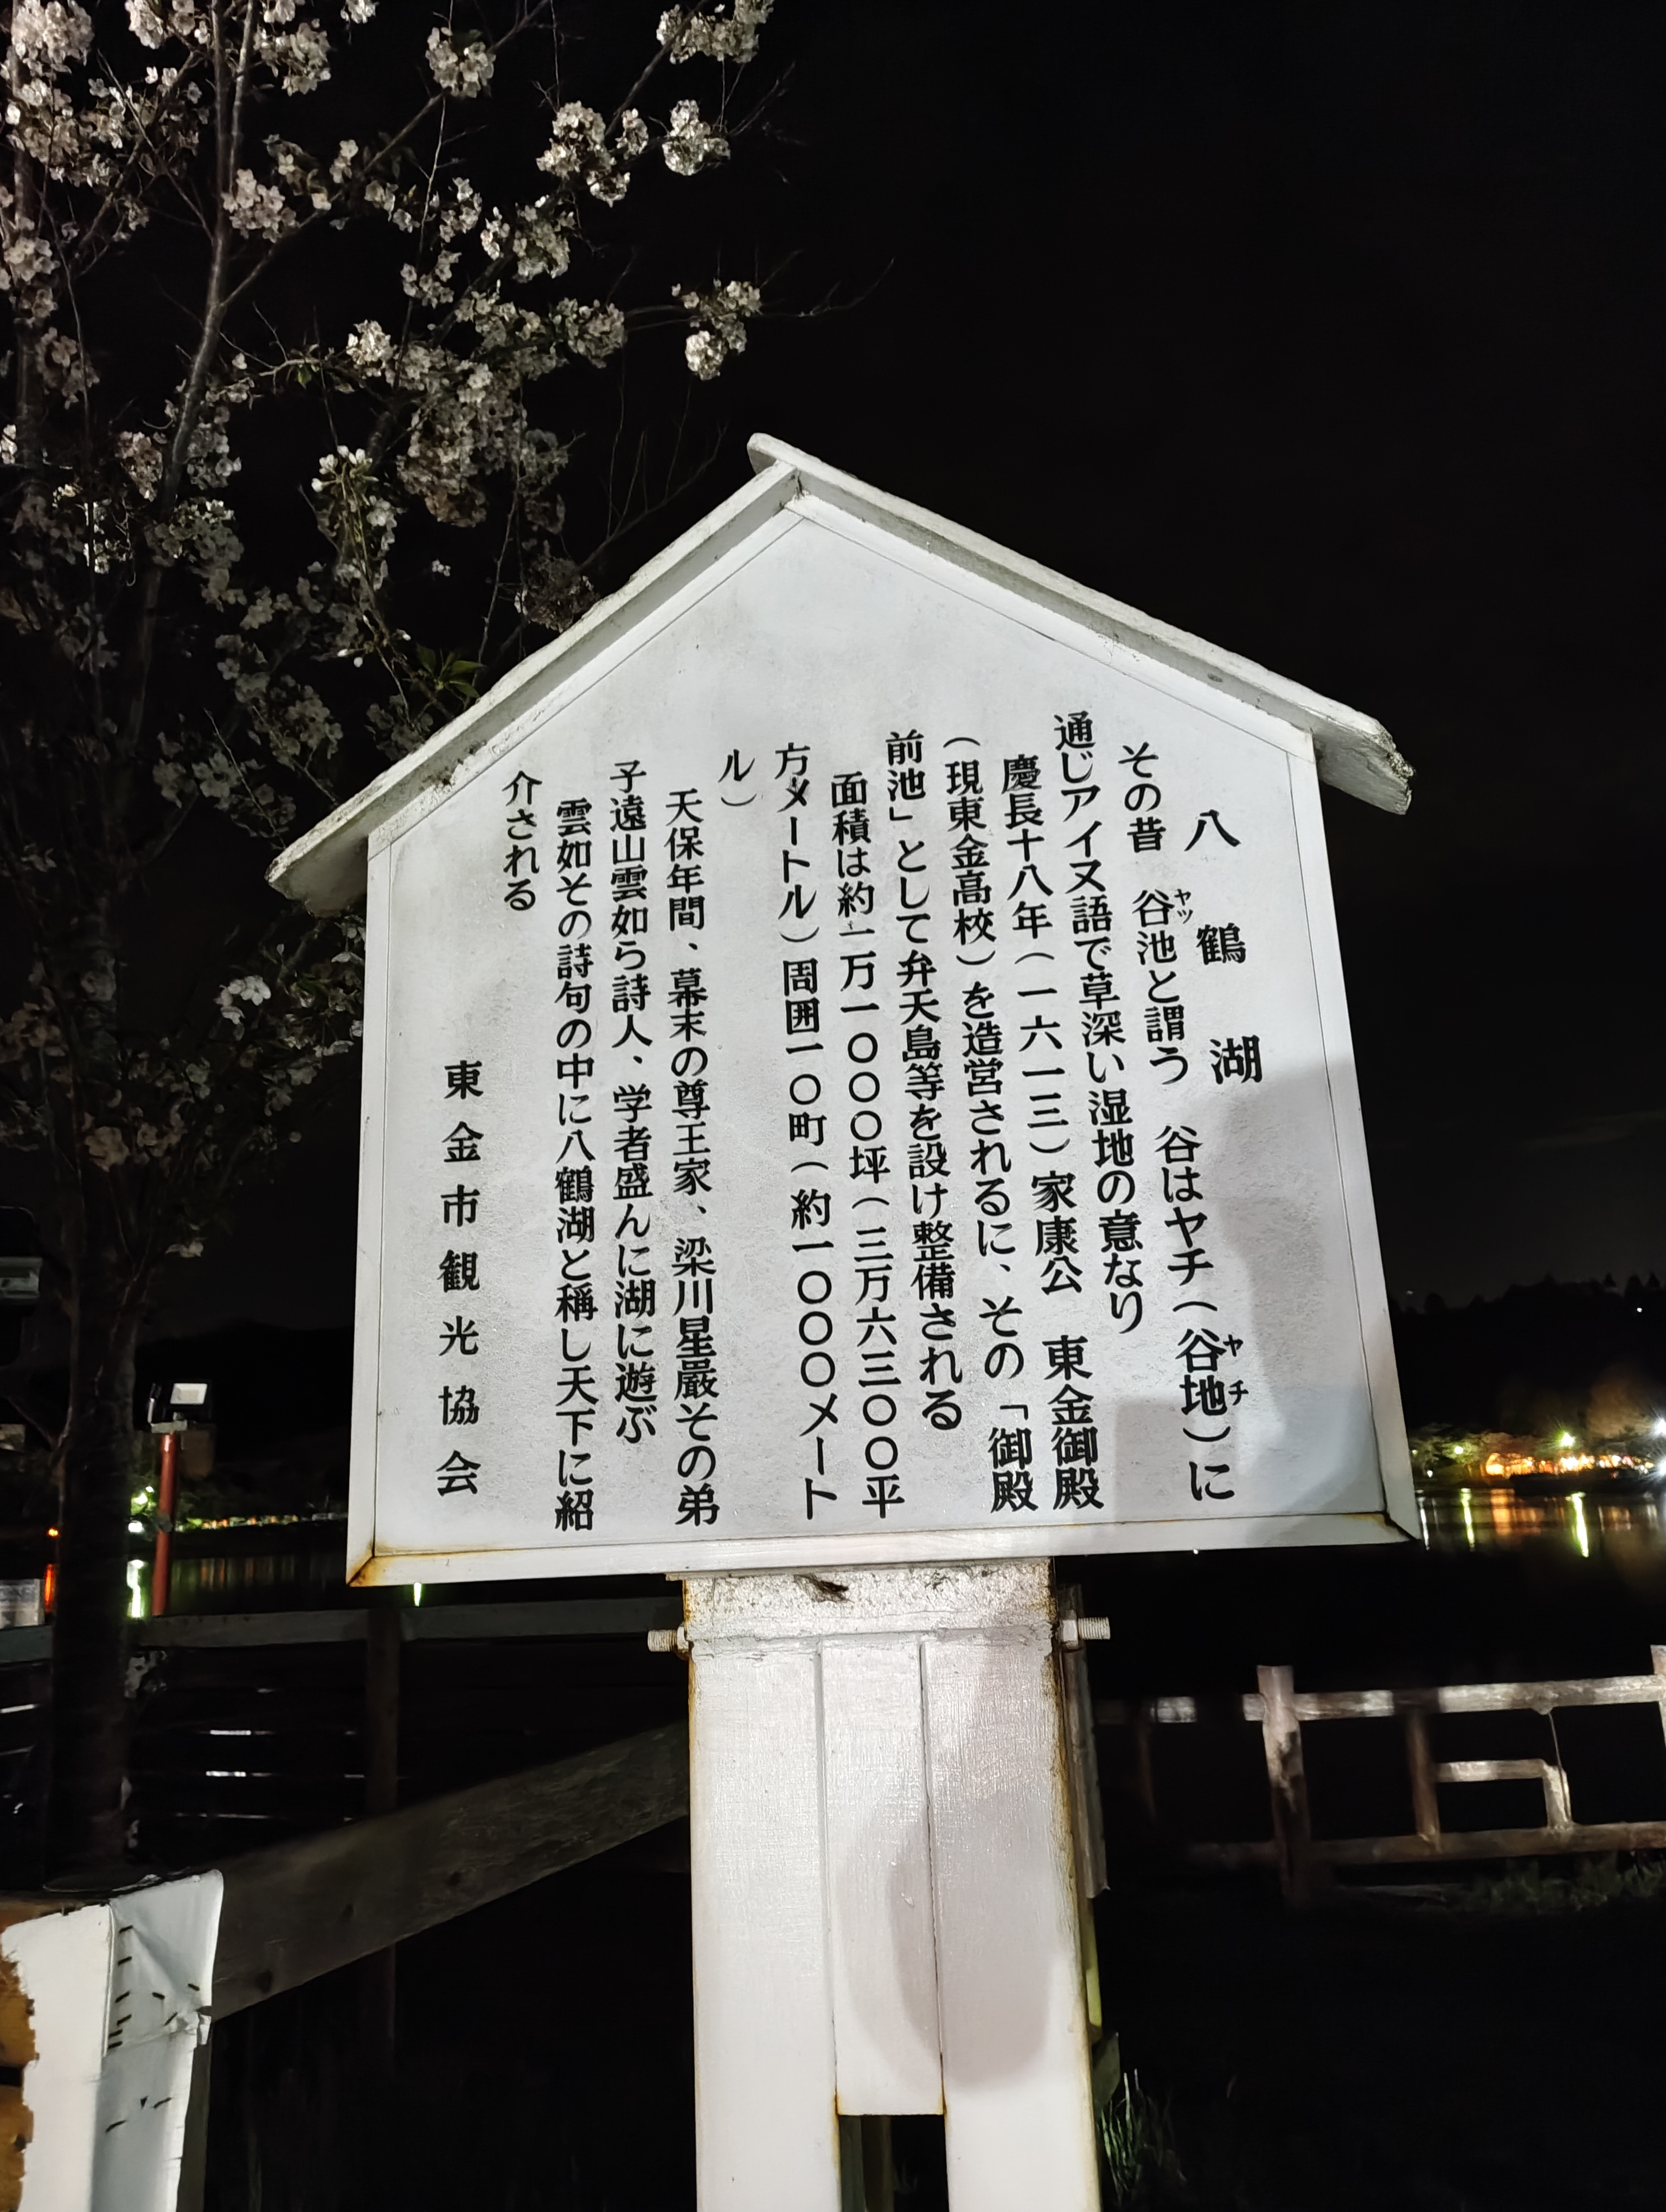 八鶴湖
その昔　谷池と謂う　谷はヤチ（谷地）に
ヤツ
ヤチ
通じアイヌ語で草深い湿地の意なり
慶長十八年（一六一三）家康公　東金御殿
（現東金高校）を造営されるに、その「御殿
前池」として弁天島等を設け整備される
面積は約一万一〇〇〇坪（三万六三〇〇平
方メートル）周囲一〇町（約一〇〇〇メート
ル）
天保年間、幕末の尊王家、梁川星巌その弟
子遠山雲如ら詩人、学者盛んに湖に遊ぶ
雲如その詩句の中に八鶴湖と稱し天下に紹
介される
東金市観光協会